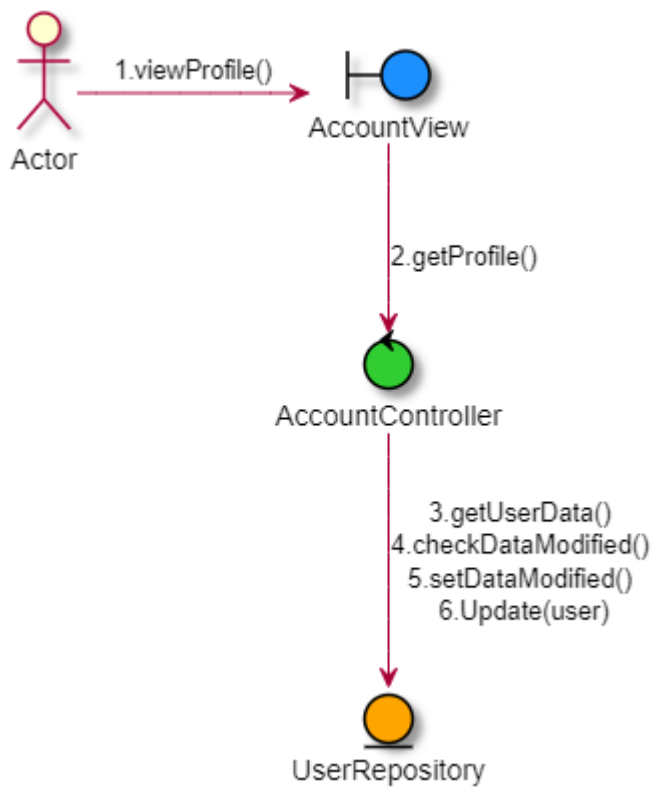 1.viewProfile()
Actor
AccountView
2.getProfile()
AccountController
3.getUserData()
4.checkDataModified()
5.setDataModified()
6.Update(user)
UserRepository